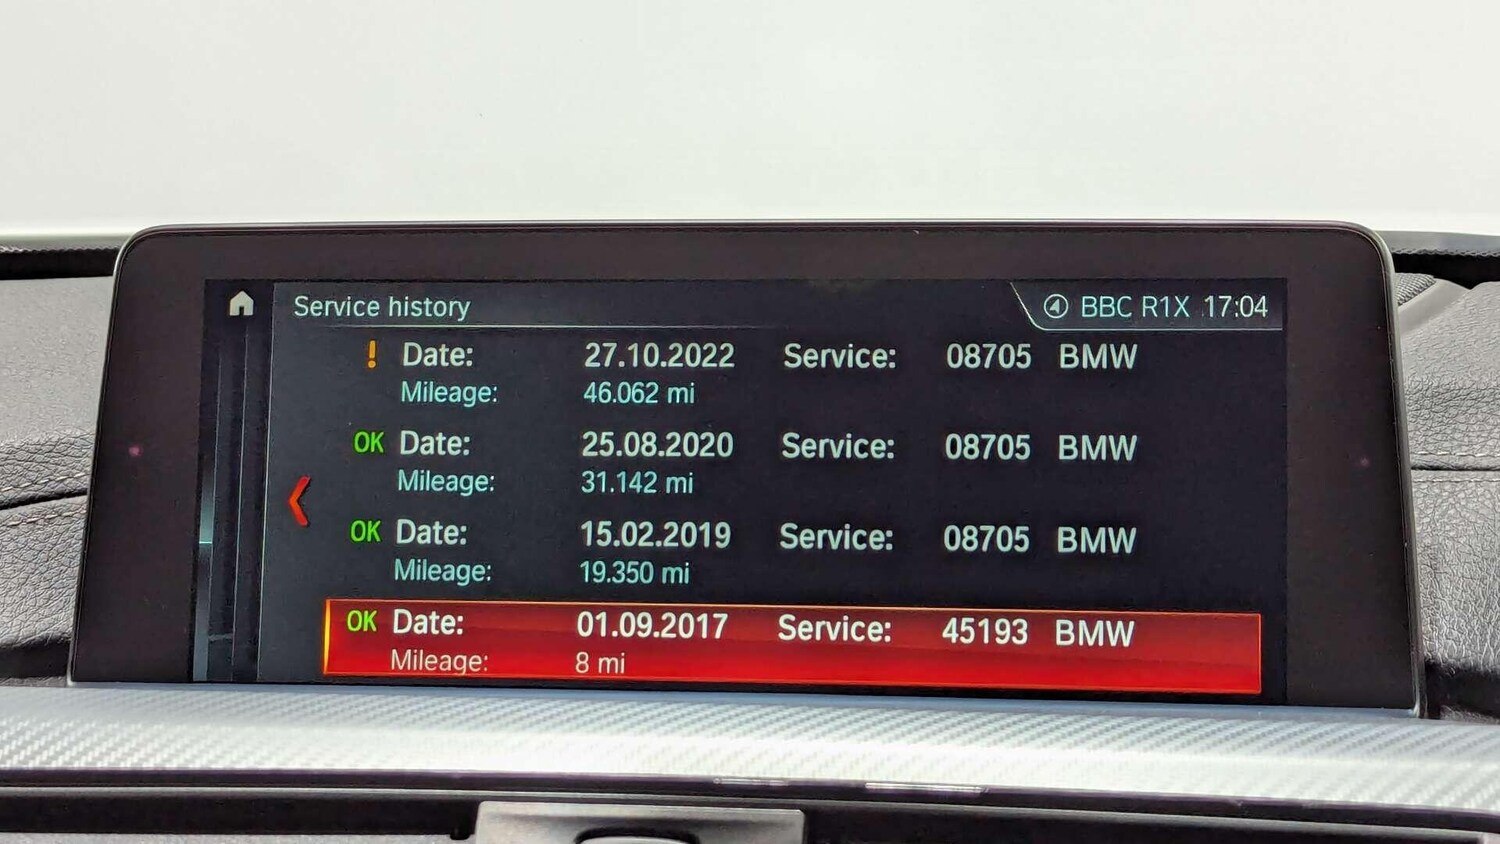 Service history BBC R1X 17:04
! Date: 27.10.2022 Service: 08705 BMW
Mileage: 46.062 mi
OK Date: 25.08.2020 Service: 08705 BMW
Mileage: 31.142 mi
OK Date: 15.02.2019 Service: 08705 BMW
Mileage: 19.350 mi
OK Date: 01.09.2017 Service: 45193 BMW
Mileage: 8 mi